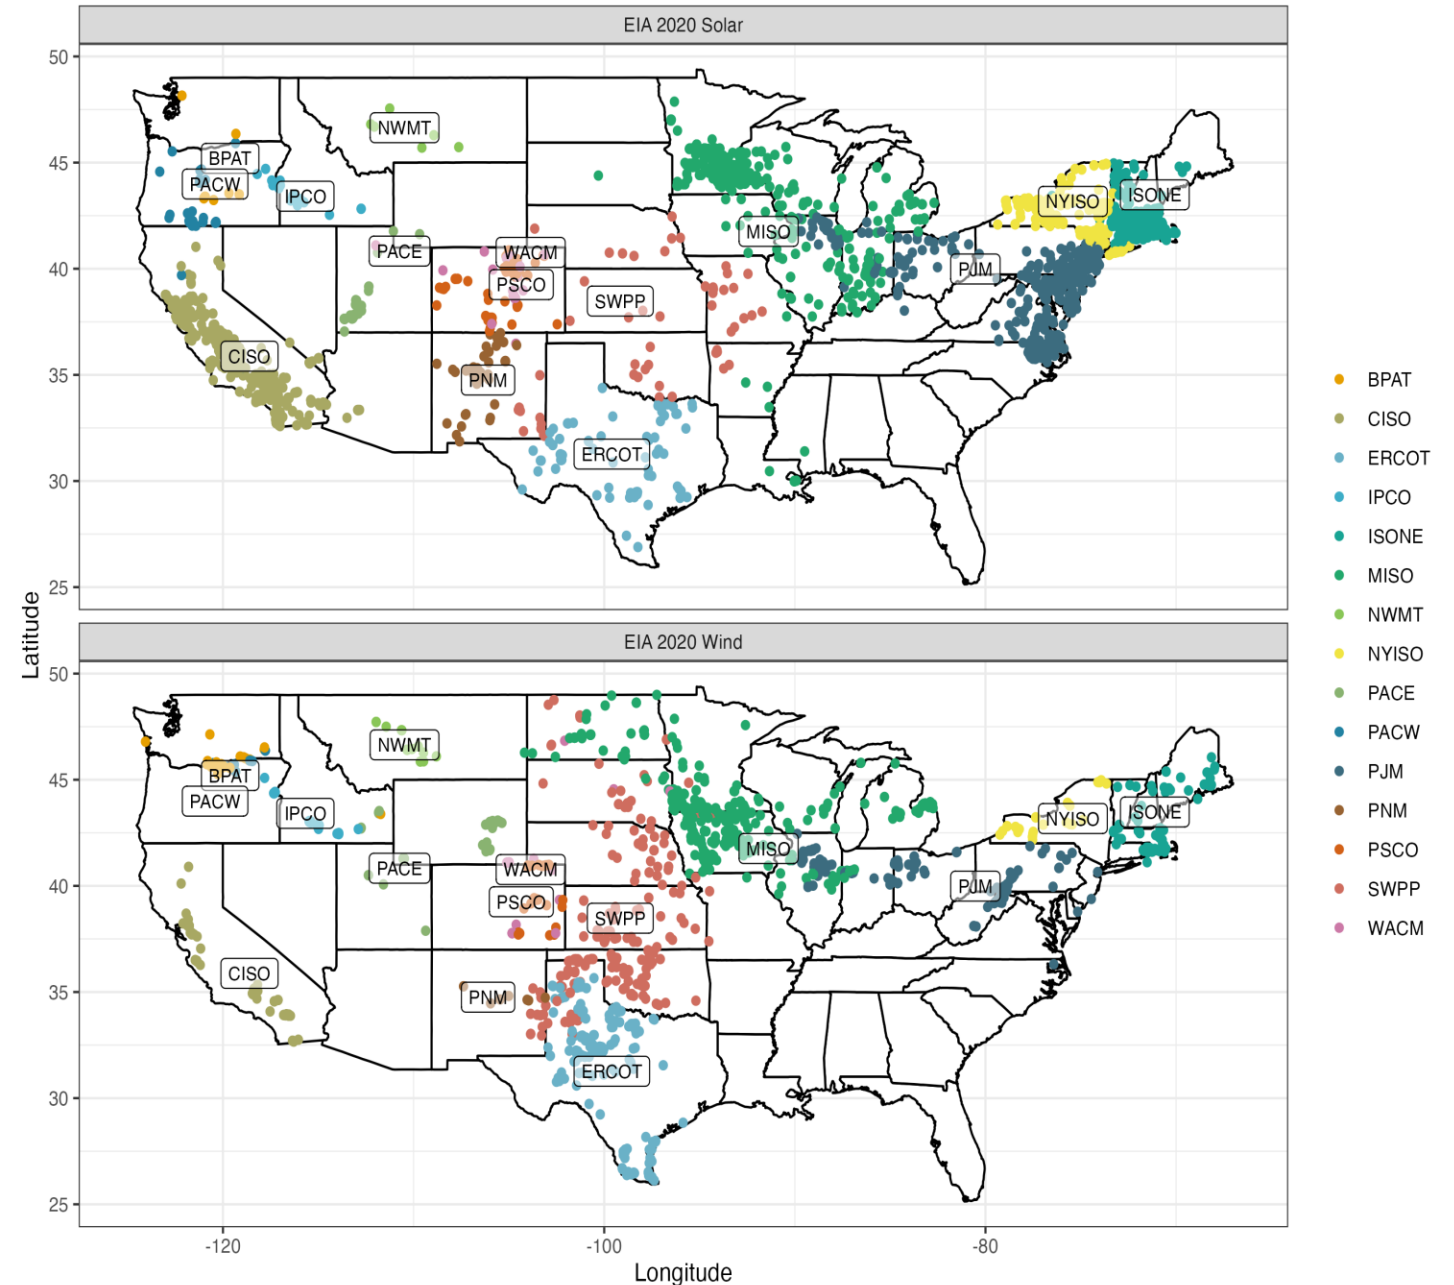 EIA 2020 Solar
50
45
40
35
30
25
NWMT
BPAT
PACW
IPCO
PACE
WACM
PSCO
SWPP
CISO
PNM
ERCOT
MISO
PJM
NYISO
ISONE
Latitude
EIA 2020 Wind
50
45
40
35
30
25
NWMT
BPAT
PACW
IPCO
PACE
WACM
PSCO
SWPP
CISO
PNM
ERCOT
MISO
PJM
NYISO
ISONE
-120
-100
-80
Longitude
BPAT
CISO
ERCOT
IPCO
ISONE
MISO
NWMT
NYISO
PACE
PACW
PJM
PNM
PSCO
SWPP
WACM